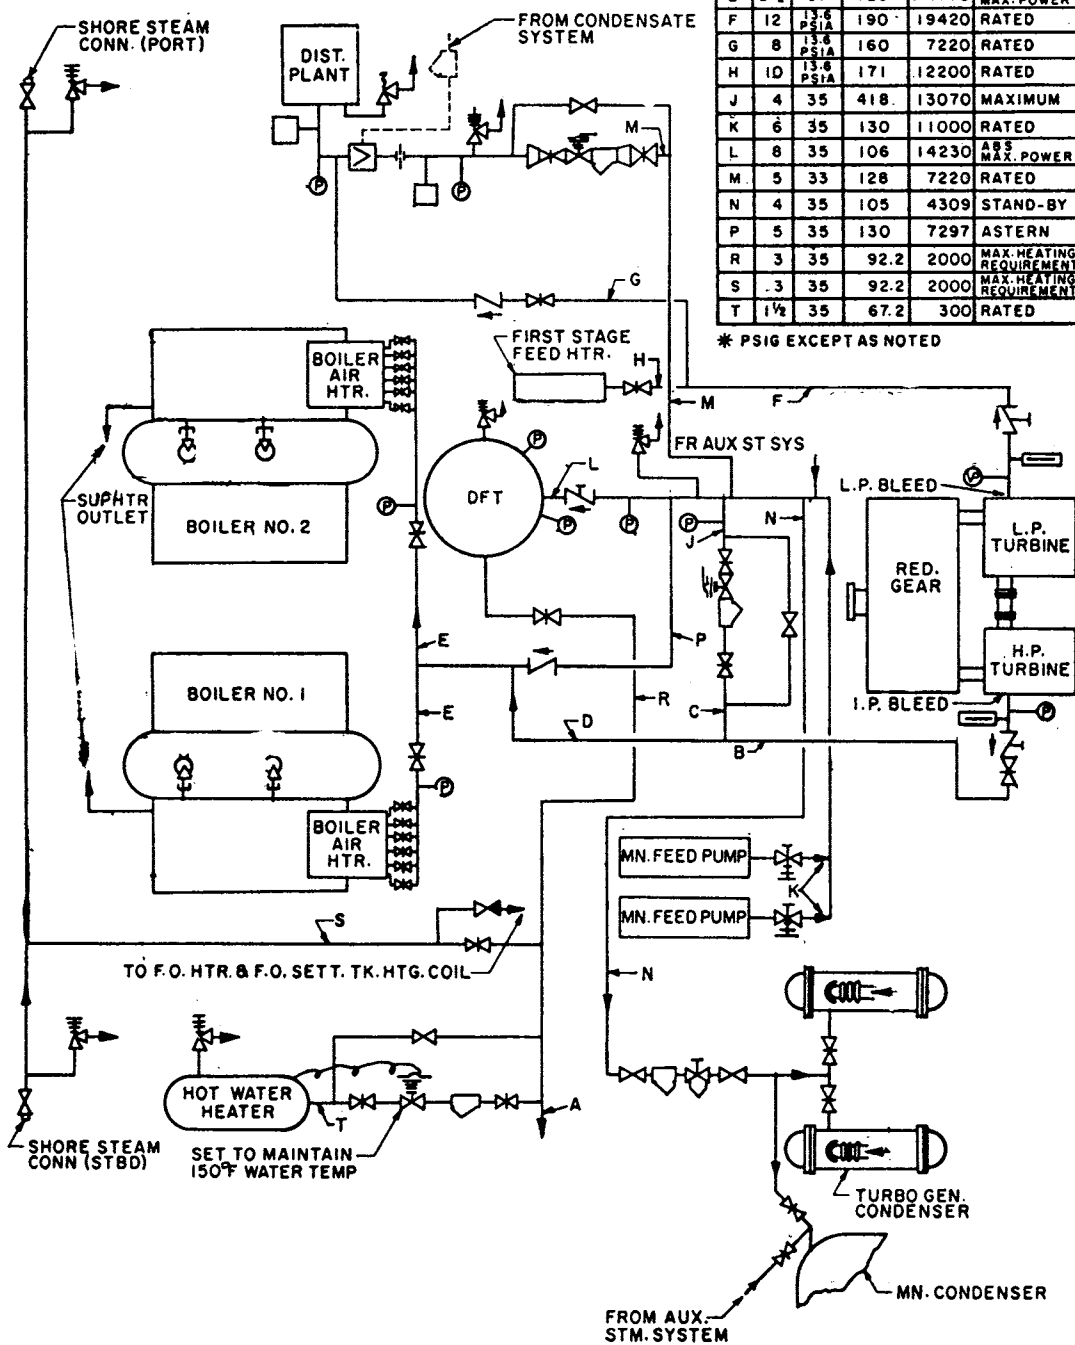 MAX. POWER
F 12 13.6 PSIA 190 19420 RATED
G 8 13.6 PSIA 160 7220 RATED
H 10 13.6 PSIA 171 12200 RATED
J 4 35 418. 13070 MAXIMUM
K 6 35 130 11000 RATED
L 8 35 106 14230 ABS MAX. POWER
M 5 33 128 7220 RATED
N 4 35 105 4309 STAND-BY
P 5 35 130 7297 ASTERN
R 3 35 92.2 2000 MAX. HEATING REQUIREMENT
S 3 35 92.2 2000 MAX. HEATING REQUIREMENT
T 1½ 35 67.2 300 RATED
* PSIG EXCEPT AS NOTED
SHORE STEAM
CONN. (PORT)
DIST.
PLANT
FROM CONDENSATE
SYSTEM
M
P
P
G
FIRST STAGE
FEED HTR.
H
M
F
BOILER
AIR
HTR.
P
FR AUX ST SYS
L
DFT
P
P
P
P
J
N
VP
L.P. BLEED
L.P.
TURBINE
SUPHTR
OUTLET
BOILER NO. 2
RED.
GEAR
E
P
H.P.
TURBINE
BOILER NO. 1
E
R
C
I.P. BLEED
P
D
B
P
BOILER
AIR
HTR.
MN. FEED PUMP
K
MN. FEED PUMP
S
TO F.O. HTR. & F.O. SETT. TK. HTG. COIL
N
HOT WATER
HEATER
T
A
SHORE STEAM
CONN (STBD)
SET TO MAINTAIN
150°F WATER TEMP
TURBO GEN.
CONDENSER
MN. CONDENSER
FROM AUX.
STM. SYSTEM